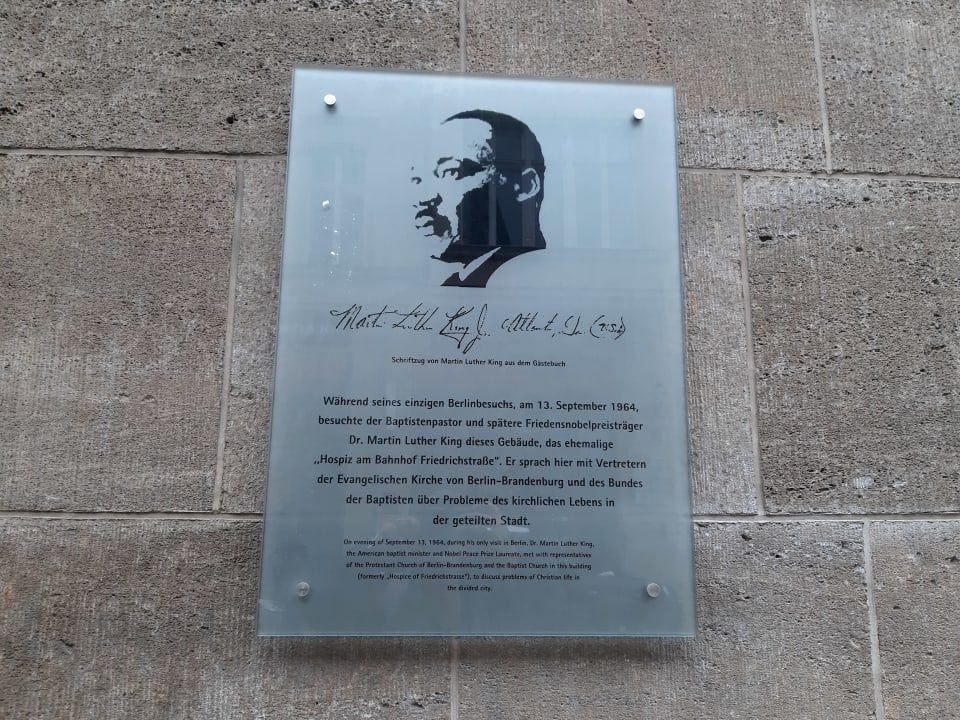 Martin Luther King Jr. Atlanta, Ga. (U.S.A)
Schriftzug von Martin Luther King aus dem Gästebuch
Während seines einzigen Berlinbesuchs, am 13. September 1964,
besuchte der Baptistenpastor und spätere Friedensnobelpreisträger
Dr. Martin Luther King dieses Gebäude, das ehemalige
„Hospiz am Bahnhof Friedrichstraße“. Er sprach hier mit Vertretern
der Evangelischen Kirche von Berlin-Brandenburg und des Bundes
der Baptisten über Probleme des kirchlichen Lebens in
der geteilten Stadt.
On evening of September 13, 1964, during his only visit in Berlin, Dr. Martin Luther King,
the American baptist minister and Nobel Peace Prize Laureate, met with representatives
of the Protestant Church of Berlin-Brandenburg and the Baptist Church in this building
(formerly „Hospice of Friedrichstrasse“), to discuss problems of Christian life in
the divided city.